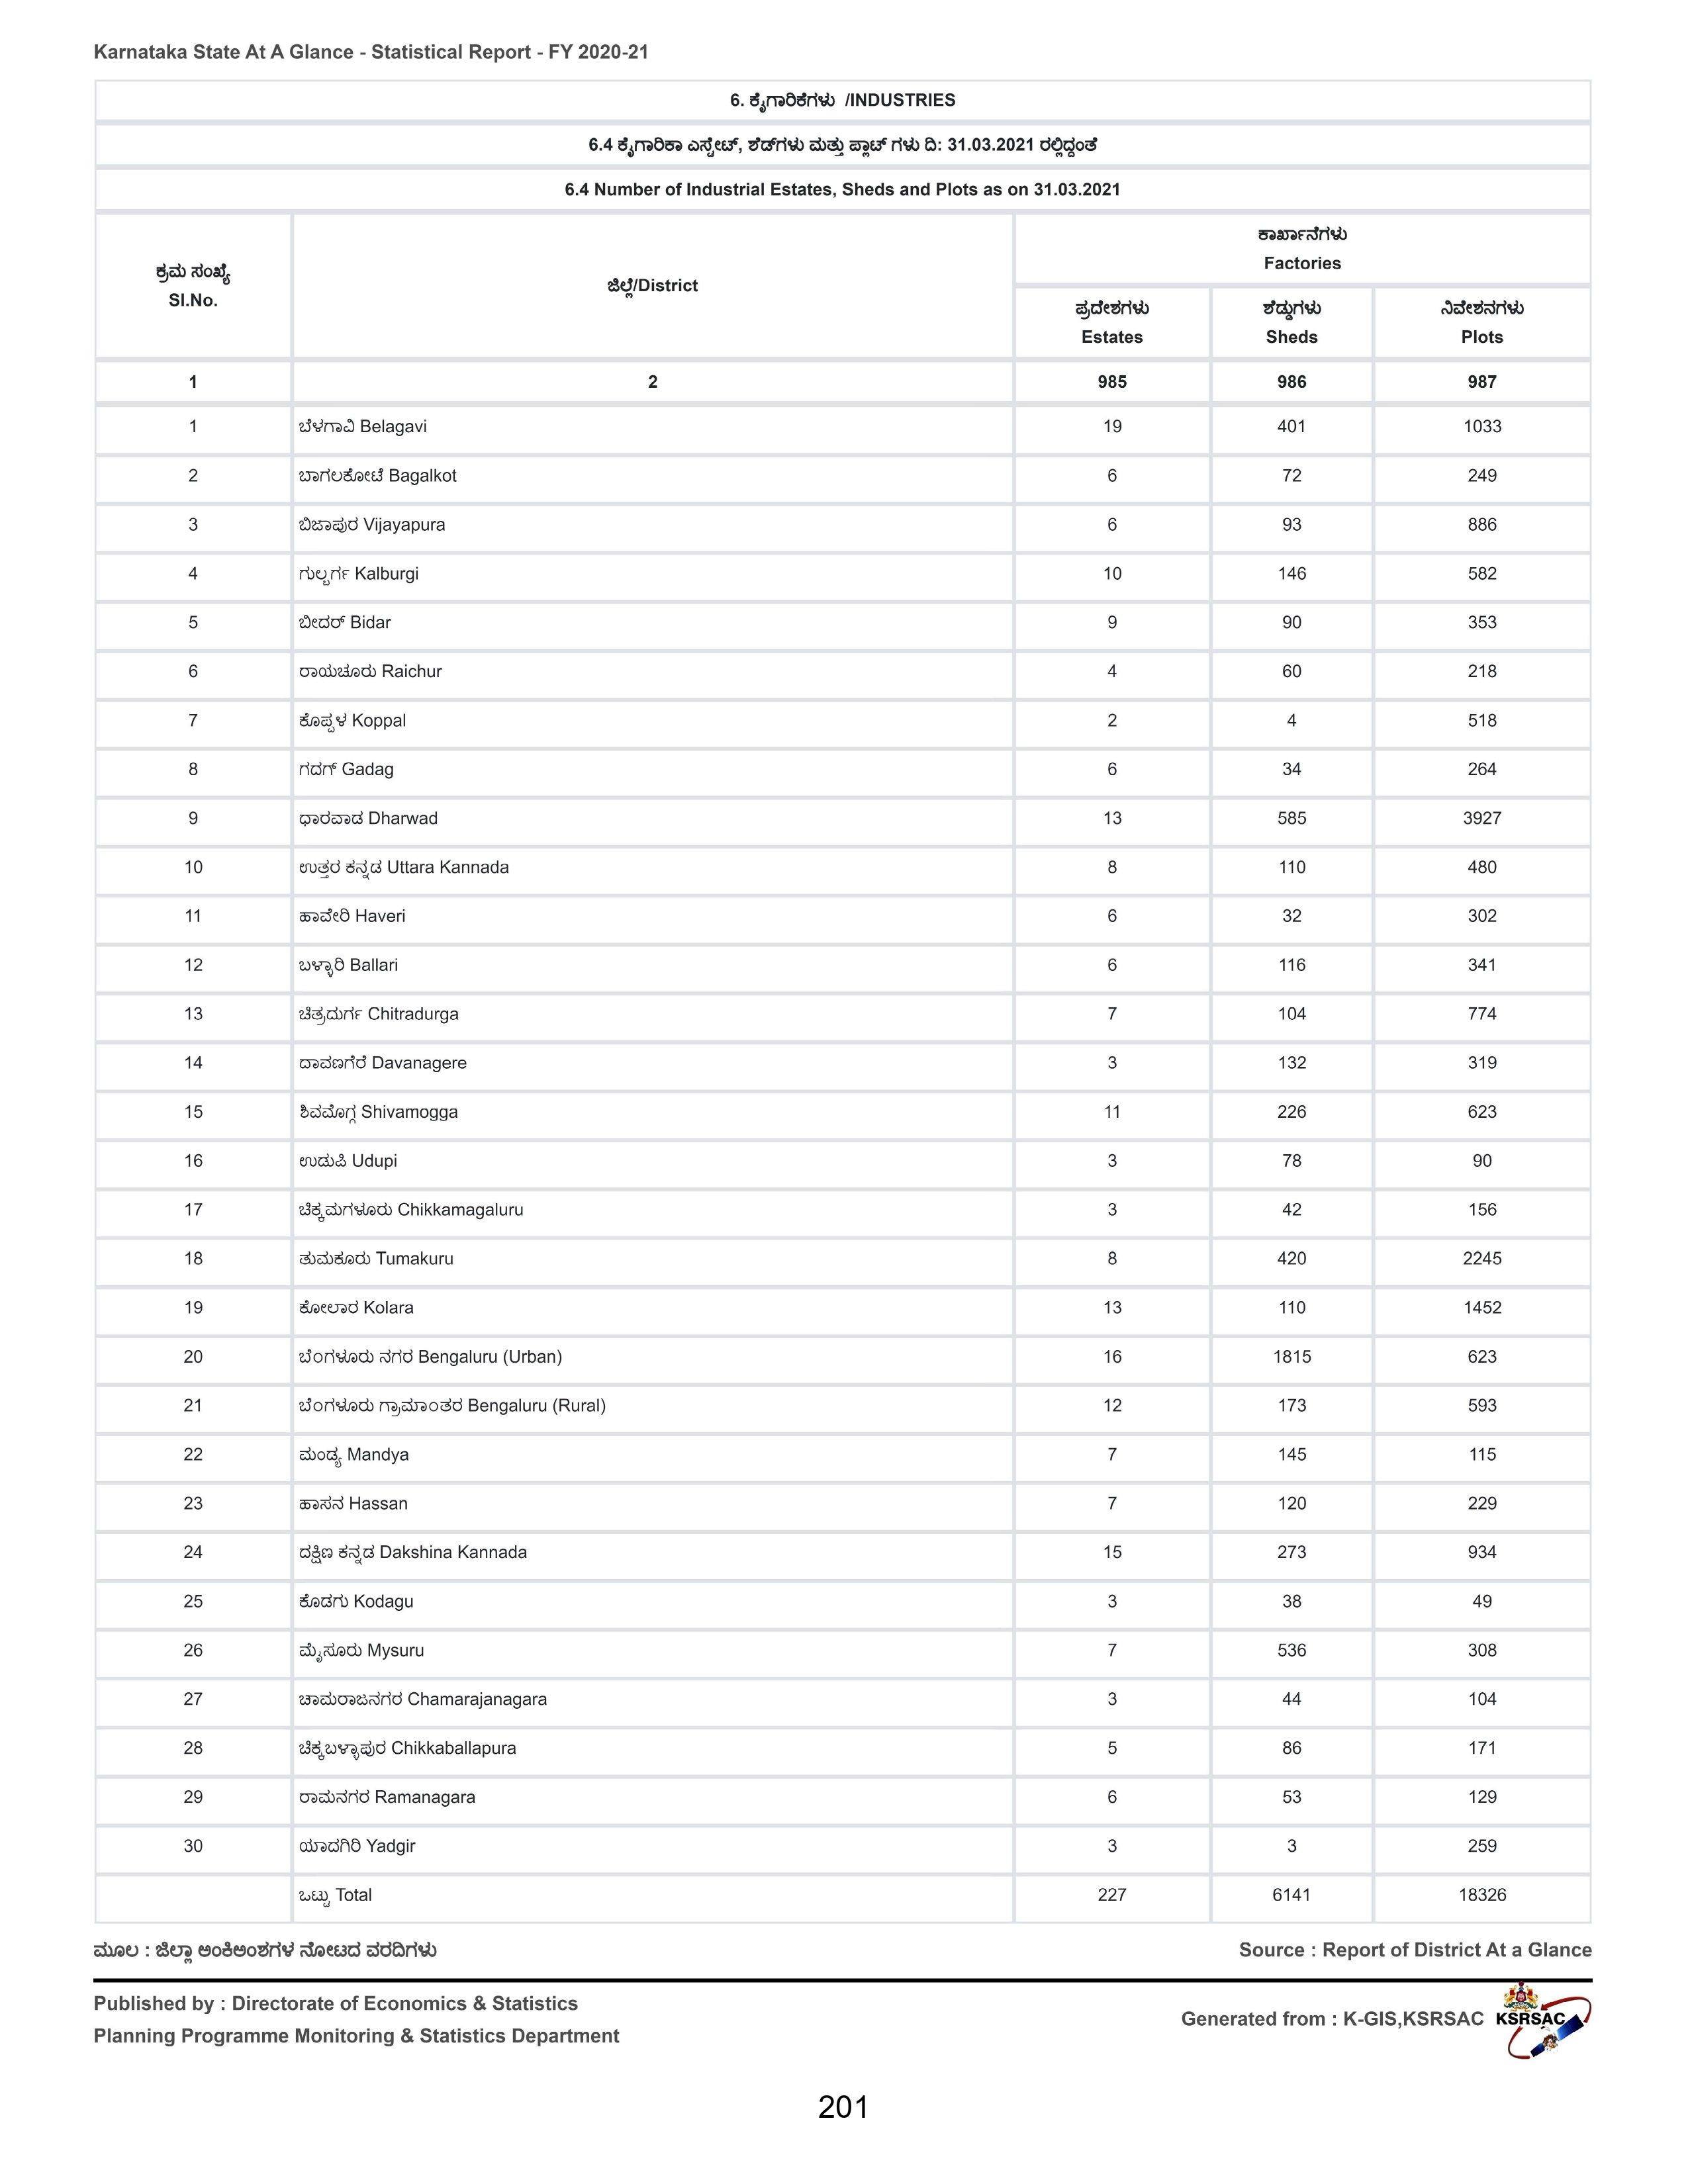 Karnataka State At A Glance - Statistical Report - FY 2020-21
6. ಕೈಗಾರಿಕೆಗಳು /INDUSTRIES
6.4 ಕೈಗಾರಿಕಾ ಎಸ್ಟೇಟ್, ಶೆಡ್‌ಗಳು ಮತ್ತು ಪ್ಲಾಟ್ ಗಳು ದಿ: 31.03.2021 ರಲ್ಲಿದ್ದಂತೆ
6.4 Number of Industrial Estates, Sheds and Plots as on 31.03.2021
ಕ್ರಮ ಸಂಖ್ಯೆ
Sl.No.
ಜಿಲ್ಲೆ/District
ಕಾರ್ಖಾನೆಗಳು
Factories
ಪ್ರದೇಶಗಳು
Estates
ಶೆಡ್ಡುಗಳು
Sheds
ನಿವೇಶನಗಳು
Plots
1 2 985 986 987
1 ಬೆಳಗಾವಿ Belagavi 19 401 1033
2 ಬಾಗಲಕೋಟೆ Bagalkot 6 72 249
3 ಬಿಜಾಪುರ Vijayapura 6 93 886
4 ಗುಲ್ಬರ್ಗ Kalburgi 10 146 582
5 ಬೀದರ್ Bidar 9 90 353
6 ರಾಯಚೂರು Raichur 4 60 218
7 ಕೊಪ್ಪಳ Koppal 2 4 518
8 ಗದಗ್ Gadag 6 34 264
9 ಧಾರವಾಡ Dharwad 13 585 3927
10 ಉತ್ತರ ಕನ್ನಡ Uttara Kannada 8 110 480
11 ಹಾವೇರಿ Haveri 6 32 302
12 ಬಳ್ಳಾರಿ Ballari 6 116 341
13 ಚಿತ್ರದುರ್ಗ Chitradurga 7 104 774
14 ದಾವಣಗೆರೆ Davanagere 3 132 319
15 ಶಿವಮೊಗ್ಗ Shivamogga 11 226 623
16 ಉಡುಪಿ Udupi 3 78 90
17 ಚಿಕ್ಕಮಗಳೂರು Chikkamagaluru 3 42 156
18 ತುಮಕೂರು Tumakuru 8 420 2245
19 ಕೋಲಾರ Kolara 13 110 1452
20 ಬೆಂಗಳೂರು ನಗರ Bengaluru (Urban) 16 1815 623
21 ಬೆಂಗಳೂರು ಗ್ರಾಮಾಂತರ Bengaluru (Rural) 12 173 593
22 ಮಂಡ್ಯ Mandya 7 145 115
23 ಹಾಸನ Hassan 7 120 229
24 ದಕ್ಷಿಣ ಕನ್ನಡ Dakshina Kannada 15 273 934
25 ಕೊಡಗು Kodagu 3 38 49
26 ಮೈಸೂರು Mysuru 7 536 308
27 ಚಾಮರಾಜನಗರ Chamarajanagara 3 44 104
28 ಚಿಕ್ಕಬಳ್ಳಾಪುರ Chikkaballapura 5 86 171
29 ರಾಮನಗರ Ramanagara 6 53 129
30 ಯಾದಗಿರಿ Yadgir 3 3 259
ಒಟ್ಟು Total 227 6141 18326
ಮೂಲ : ಜಿಲ್ಲಾ ಅಂಕಿಅಂಶಗಳ ನೋಟದ ವರದಿಗಳು Source : Report of District At a Glance
Published by : Directorate of Economics & Statistics
Planning Programme Monitoring & Statistics Department
Generated from : K-GIS,KSRSAC KSRSAC
201